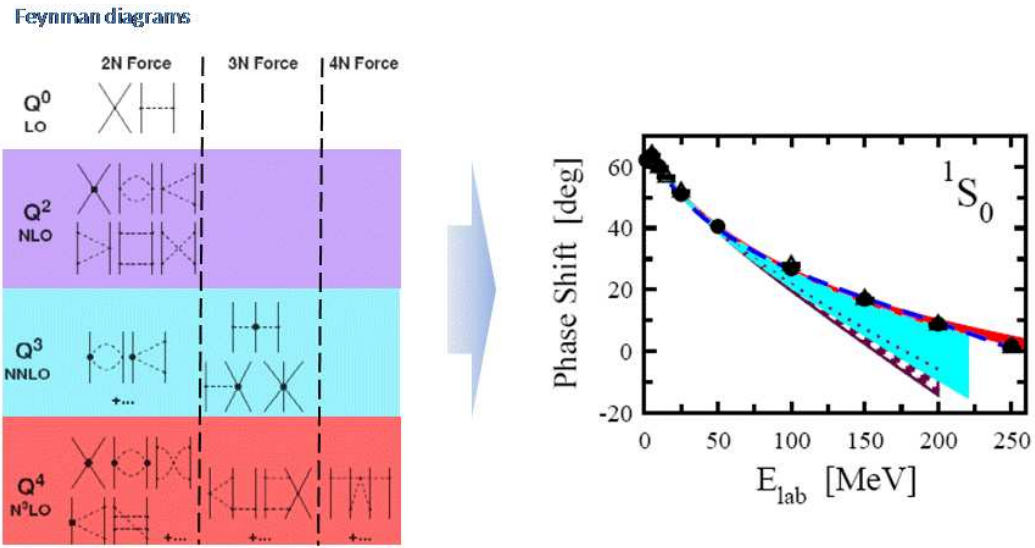 Feynman diagrams
2N Force 3N Force 4N Force
Q⁰
LO
Q²
NLO
Q³
NNLO
+...
Q⁴
N³LO
+... +... +...
¹S₀
Phase Shift [deg]
60
40
20
0
-20
0 50 100 150 200 250
E_lab [MeV]